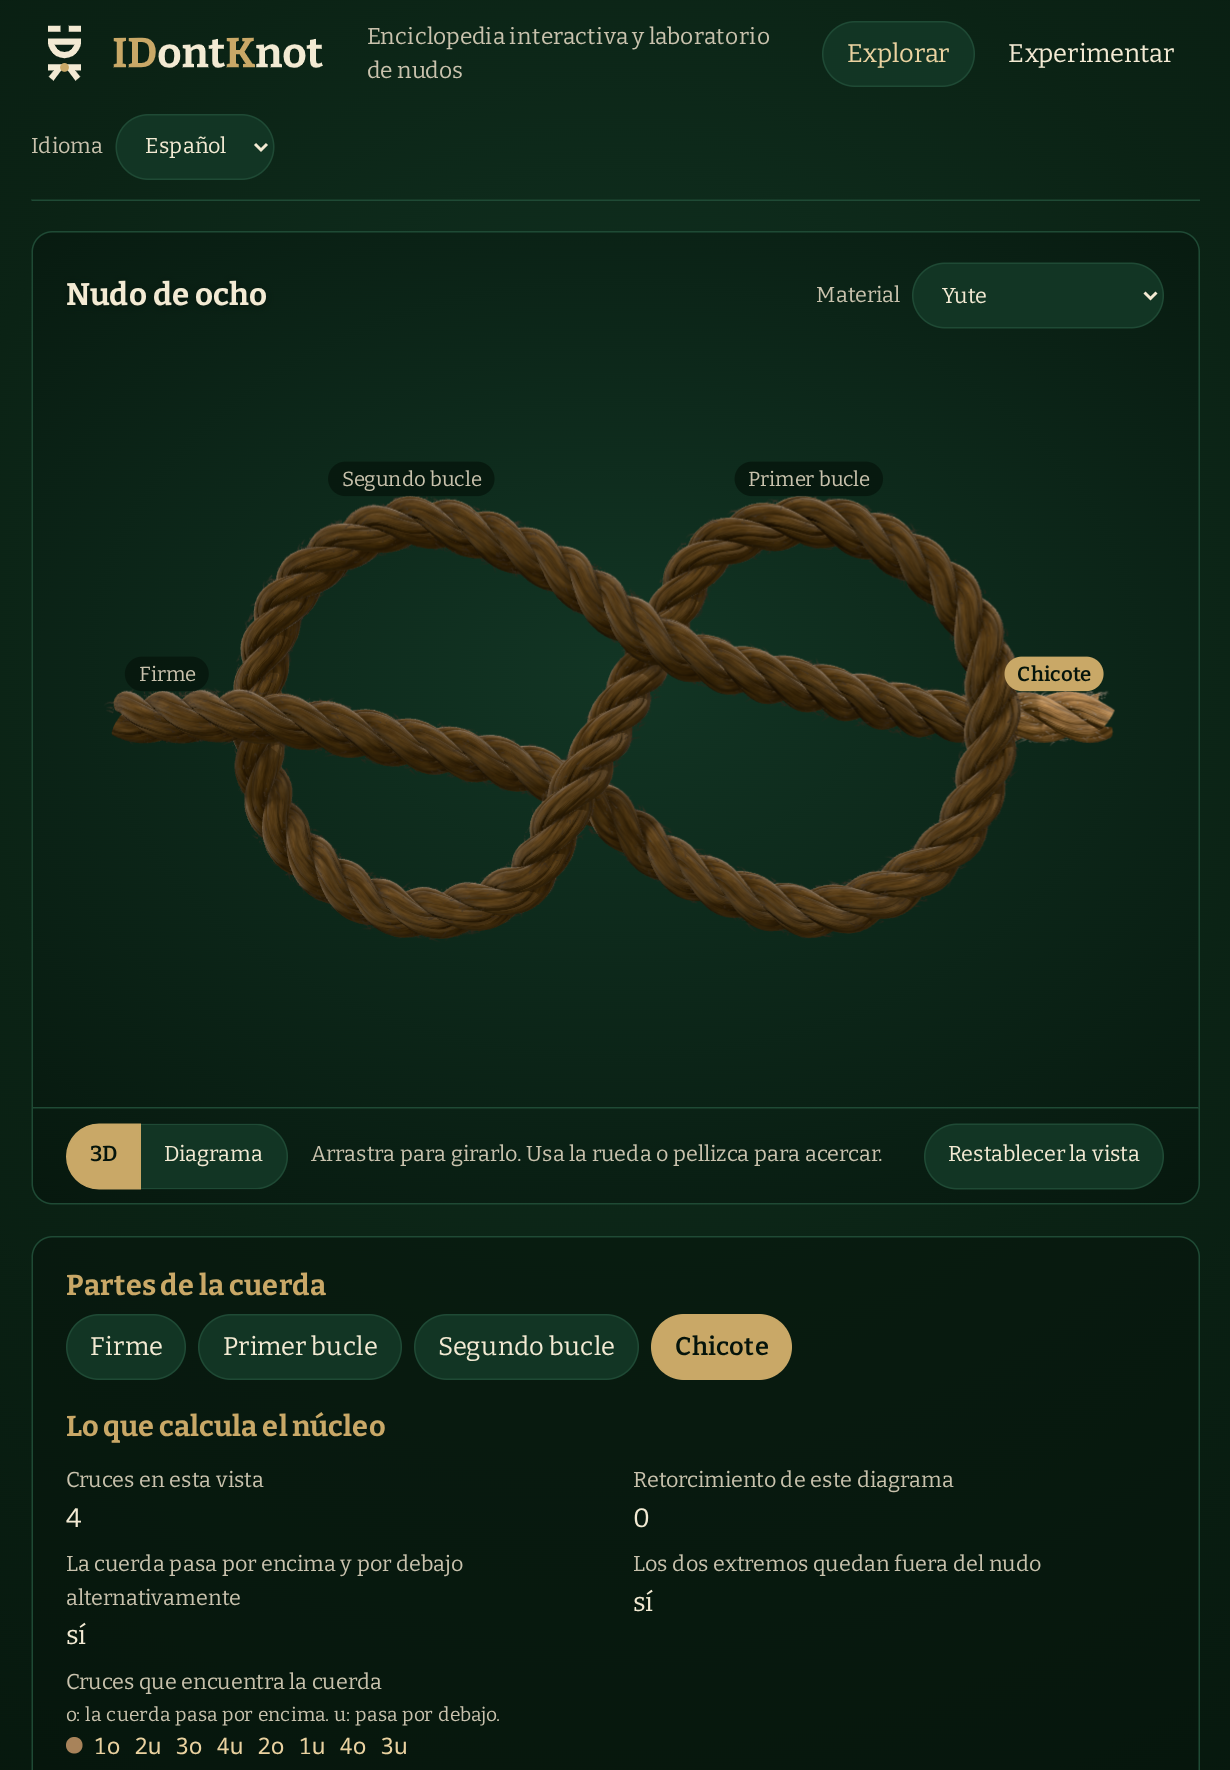 IDontKnot
Enciclopedia interactiva y laboratorio
de nudos
Explorar
Experimentar
Idioma
Español
Nudo de ocho
Material
Yute
Segundo bucle
Primer bucle
Firme
Chicote
3D
Diagrama
Arrastra para girarlo. Usa la rueda o pellizca para acercar.
Restablecer la vista
Partes de la cuerda
Firme
Primer bucle
Segundo bucle
Chicote
Lo que calcula el núcleo
Cruces en esta vista
4
Retorcimiento de este diagrama
0
La cuerda pasa por encima y por debajo
alternativamente
sí
Los dos extremos quedan fuera del nudo
sí
Cruces que encuentra la cuerda
o: la cuerda pasa por encima. u: pasa por debajo.
1o 2u 3o 4u 2o 1u 4o 3u